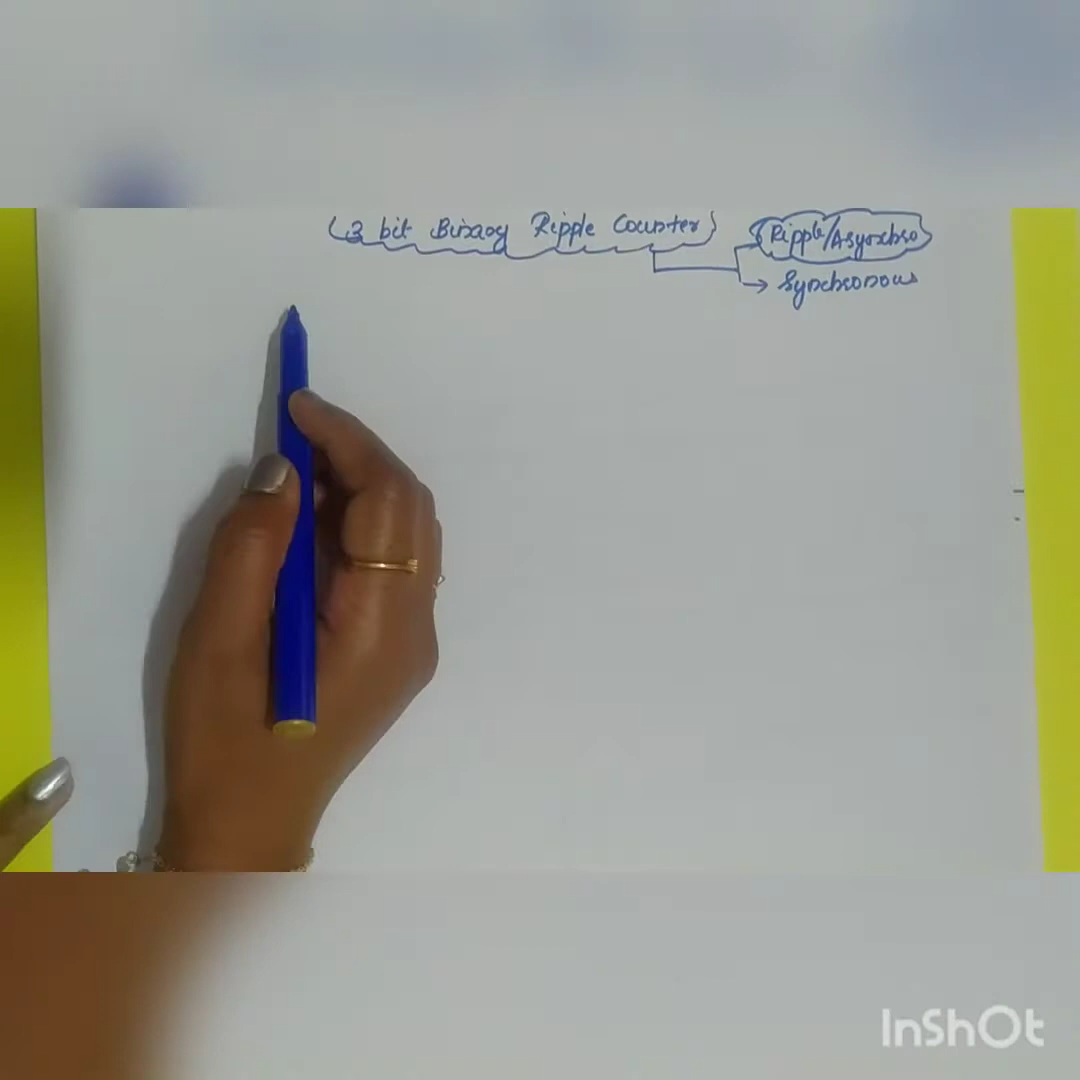 3 bit Binary Ripple Counter
Ripple/Asynchro
→ Synchronous
InShOt